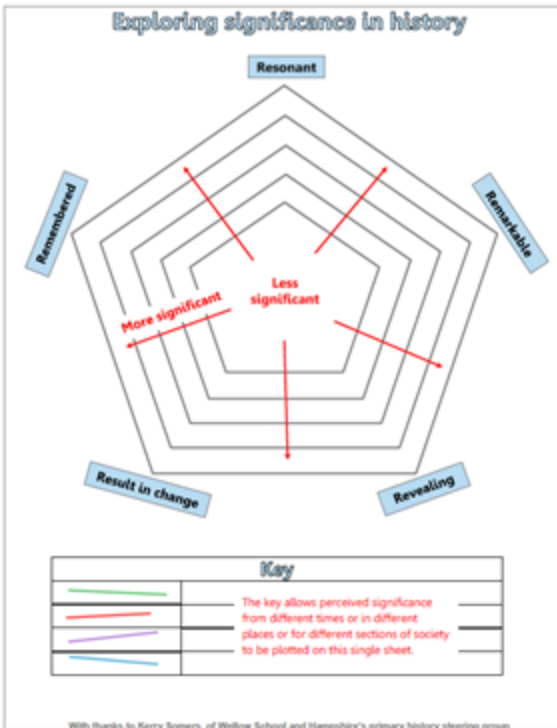 Exploring significance in history
Resonant
Remembered
Remarkable
Less
significant
More significant
Result in change
Revealing
Key
The key allows perceived significance
from different times or in different
places or for different sections of society
to be plotted on this single sheet.
With thanks to Kerry Somers, of Wellow School and Hampshire's primary history steering group